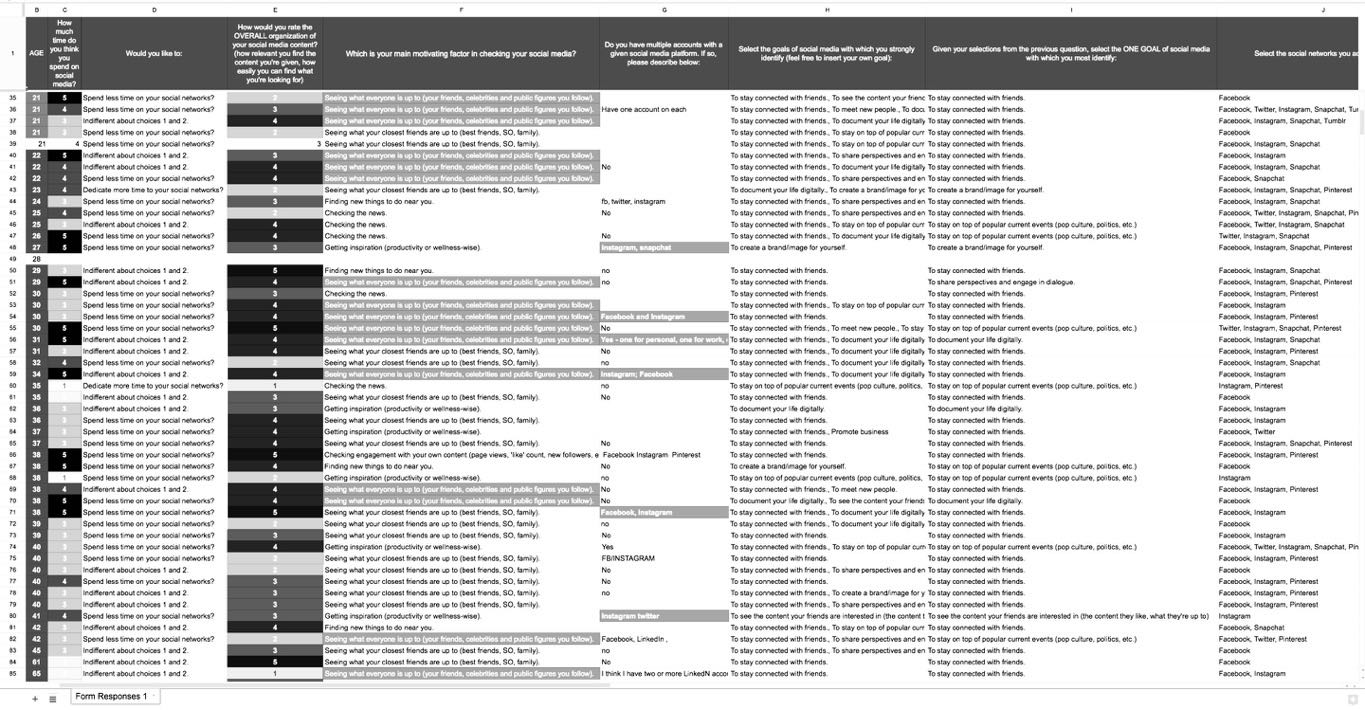 B C D E F G H I J
1 AGE How much time do you think you spend on social media? Would you like to: How would you rate the OVERALL organization of your social media content? (how relevant you find the content you're given, how easily you can find what you're looking for) Which is your main motivating factor in checking your social media? Do you have multiple accounts with a given social media platform. If so, please describe below: Select the goals of social media with which you strongly identify (feel free to insert your own goal): Given your selections from the previous question, select the ONE GOAL of social media with which you most identify: Select the social networks you ac
35 21 5 Spend less time on your social networks? 2 Seeing what everyone is up to (your friends, celebrities and public figures you follow). To stay connected with friends., To see the content your frienc To stay connected with friends. Facebook
36 21 4 Spend less time on your social networks? 3 Seeing what everyone is up to (your friends, celebrities and public figures you follow). Have one account on each To stay connected with friends., To meet new people., To docu To stay connected with friends. Facebook, Twitter, Instagram, Snapchat, Tur
37 21 3 Indifferent about choices 1 and 2. 4 Seeing what everyone is up to (your friends, celebrities and public figures you follow). To stay connected with friends., To document your life digitally To stay connected with friends. Facebook, Instagram, Snapchat, Tumblr
38 21 3 Spend less time on your social networks? 2 Seeing what your closest friends are up to (best friends, SO, family). To stay connected with friends., To stay on top of popular curr To stay connected with friends. Facebook
39 21 4 Spend less time on your social networks? 3 Seeing what your closest friends are up to (best friends, SO, family). To stay connected with friends. To stay connected with friends. Facebook, Instagram, Snapchat
40 22 5 Indifferent about choices 1 and 2. 3 Seeing what everyone is up to (your friends, celebrities and public figures you follow). To stay connected with friends., To share perspectives and en To stay connected with friends. Facebook, Instagram
41 22 4 Indifferent about choices 1 and 2. 4 Seeing what everyone is up to (your friends, celebrities and public figures you follow). No To stay connected with friends., To document your life digitally To stay connected with friends. Facebook, Instagram, Snapchat
42 22 4 Spend less time on your social networks? 4 Seeing what everyone is up to (your friends, celebrities and public figures you follow). To stay connected with friends. To stay connected with friends. Facebook, Snapchat
43 23 4 Dedicate more time to your social networks? 2 Seeing what your closest friends are up to (best friends, SO, family). To document your life digitally., To create a brand/image for yc To create a brand/image for yourself. Facebook, Instagram, Snapchat, Pinterest
44 24 3 Spend less time on your social networks? 3 Finding new things to do near you. fb, twitter, instagram To stay connected with friends., To share perspectives and en To stay connected with friends. Facebook, Instagram
45 25 4 Spend less time on your social networks? 2 Checking the news. No To stay connected with friends., To share perspectives and en To stay connected with friends. Facebook, Twitter, Instagram, Snapchat, Pin
46 25 3 Indifferent about choices 1 and 2. 4 Checking the news. To stay connected with friends., To document your life digitally To stay on top of popular current events (pop culture, politics, etc.) Facebook, Instagram, Snapchat
47 26 5 Spend less time on your social networks? 4 Checking the news. No To stay connected with friends., To document your life digitally To stay on top of popular current events (pop culture, politics, etc.) Twitter, Instagram, Snapchat
48 27 5 Spend less time on your social networks? 3 Getting inspiration (productivity or wellness-wise). Instagram, snapchat To create a brand/image for yourself. To create a brand/image for yourself. Facebook, Instagram, Snapchat, Pinterest
49 28
50 29 3 Indifferent about choices 1 and 2. 5 Finding new things to do near you. no To stay connected with friends. To stay connected with friends. Facebook, Instagram, Snapchat
51 29 5 Indifferent about choices 1 and 2. 4 Seeing what everyone is up to (your friends, celebrities and public figures you follow). no To stay connected with friends. To share perspectives and engage in dialogue. Facebook, Instagram, Snapchat, Pinterest
52 30 3 Spend less time on your social networks? 3 Checking the news. To stay connected with friends. To stay connected with friends. Facebook, Instagram, Pinterest
53 30 3 Spend less time on your social networks? 4 Seeing what everyone is up to (your friends, celebrities and public figures you follow). To stay connected with friends., To stay on top of popular curr To stay connected with friends. Facebook, Instagram
54 30 3 Spend less time on your social networks? 4 Seeing what everyone is up to (your friends, celebrities and public figures you follow). Facebook and Instagram To stay connected with friends. To stay connected with friends. Facebook, Instagram, Pinterest
55 30 5 Spend less time on your social networks? 5 Seeing what everyone is up to (your friends, celebrities and public figures you follow). No To stay connected with friends., To meet new people., To stay To stay on top of popular current events (pop culture, politics, etc.) Twitter, Instagram, Snapchat, Pinterest
56 31 5 Indifferent about choices 1 and 2. 4 Seeing what everyone is up to (your friends, celebrities and public figures you follow). Yes - one for personal, one for work, To stay connected with friends., To document your life digitally To document your life digitally. Facebook, Instagram, Snapchat
57 31 3 Indifferent about choices 1 and 2. 4 Seeing what your closest friends are up to (best friends, SO, family). No To stay connected with friends. To stay connected with friends. Facebook, Instagram, Pinterest
58 32 4 Spend less time on your social networks? 2 Seeing what your closest friends are up to (best friends, SO, family). no To stay connected with friends., To document your life digitally To stay connected with friends. Facebook, Instagram, Snapchat
59 34 5 Indifferent about choices 1 and 2. 4 Seeing what everyone is up to (your friends, celebrities and public figures you follow). Instagram; Facebook To stay connected with friends., To document your life digitally To stay connected with friends. Facebook, Instagram
60 35 1 Dedicate more time to your social networks? 1 Checking the news. no To stay on top of popular current events (pop culture, politics, To stay on top of popular current events (pop culture, politics, etc.) Instagram, Pinterest
61 35 Indifferent about choices 1 and 2. 3 Seeing what your closest friends are up to (best friends, SO, family). No To stay connected with friends. To stay connected with friends. Facebook
62 36 3 Indifferent about choices 1 and 2. 3 Getting inspiration (productivity or wellness-wise). To document your life digitally. To document your life digitally. Facebook, Instagram
63 36 3 Spend less time on your social networks? 4 Seeing what your closest friends are up to (best friends, SO, family). To stay connected with friends. To stay connected with friends. Facebook, Instagram
64 37 3 Spend less time on your social networks? 4 Getting inspiration (productivity or wellness-wise). To stay connected with friends., Promote business To stay connected with friends. Facebook, Twitter
65 37 4 Spend less time on your social networks? 4 Seeing what your closest friends are up to (best friends, SO, family). No To stay connected with friends. To stay connected with friends. Facebook, Instagram, Snapchat, Pinterest
66 38 5 Spend less time on your social networks? 5 Checking engagement with your own content (page views, 'like' count, new followers, e Facebook Instagram Pinterest To stay connected with friends. To stay connected with friends. Facebook, Instagram, Pinterest
67 38 5 Spend less time on your social networks? 4 Finding new things to do near you. No To create a brand/image for yourself. To stay on top of popular current events (pop culture, politics, etc.) Facebook
68 38 1 Spend less time on your social networks? 2 Getting inspiration (productivity or wellness-wise). no To stay on top of popular current events (pop culture, politics, To stay on top of popular current events (pop culture, politics, etc.) Instagram
69 38 4 Indifferent about choices 1 and 2. 4 Seeing what everyone is up to (your friends, celebrities and public figures you follow). No To stay connected with friends., To meet new people. To stay connected with friends. Facebook, Instagram
70 38 5 Spend less time on your social networks? 4 Seeing what everyone is up to (your friends, celebrities and public figures you follow). No To document your life digitally., To see the content your friends To document your life digitally. Facebook
71 38 5 Spend less time on your social networks? 5 Seeing what your closest friends are up to (best friends, SO, family). Facebook, Instagram To stay connected with friends., To document your life digitally To stay connected with friends. Facebook, Instagram
72 39 3 Indifferent about choices 1 and 2. 2 Seeing what your closest friends are up to (best friends, SO, family). no To stay connected with friends., To document your life digitally To stay connected with friends. Facebook
73 39 3 Spend less time on your social networks? 3 Seeing what your closest friends are up to (best friends, SO, family). No To stay connected with friends. To stay connected with friends. Facebook, Instagram
74 40 3 Spend less time on your social networks? 4 Getting inspiration (productivity or wellness-wise). Yes To stay connected with friends., To stay on top of popular curr To stay on top of popular current events (pop culture, politics, etc.) Facebook, Twitter, Instagram, Snapchat, Pin
75 40 3 Spend less time on your social networks? 2 Seeing what your closest friends are up to (best friends, SO, family). FB/INSTAGRAM To stay connected with friends. To stay connected with friends. Facebook, Instagram, Pinterest
76 40 3 Indifferent about choices 1 and 2. 2 Seeing what your closest friends are up to (best friends, SO, family). No To stay connected with friends., To share perspectives and en To stay connected with friends. Facebook
77 40 4 Spend less time on your social networks? 3 Seeing what your closest friends are up to (best friends, SO, family). No To stay connected with friends. To stay connected with friends. Facebook, Instagram, Pinterest
78 40 3 Indifferent about choices 1 and 2. 3 Seeing what your closest friends are up to (best friends, SO, family). no To stay connected with friends., To create a brand/image for y To stay connected with friends. Facebook, Instagram
79 40 3 Spend less time on your social networks? 3 Seeing what your closest friends are up to (best friends, SO, family). To stay connected with friends. To stay connected with friends. Facebook, Instagram, Pinterest
80 41 4 Spend less time on your social networks? 3 Getting inspiration (productivity or wellness-wise). Instagram twitter To see the content your friends are interested in (the content t To see the content your friends are interested in (the content they like, what they're up to) Instagram
81 42 3 Indifferent about choices 1 and 2. 4 Finding new things to do near you. To stay connected with friends., To stay on top of popular curr To stay connected with friends. Facebook, Snapchat
82 42 3 Spend less time on your social networks? 2 Seeing what everyone is up to (your friends, celebrities and public figures you follow). Facebook, LinkedIn , To stay connected with friends., To share perspectives and en To stay on top of popular current events (pop culture, politics, etc.) Facebook, Twitter, Pinterest
83 45 3 Indifferent about choices 1 and 2. 3 Seeing what your closest friends are up to (best friends, SO, family). no To stay connected with friends., To share perspectives and en To stay connected with friends. Facebook
84 61 Indifferent about choices 1 and 2. 5 Seeing what your closest friends are up to (best friends, SO, family). No To stay connected with friends. To stay connected with friends. Facebook
85 65 Indifferent about choices 1 and 2. 1 Seeing what everyone is up to (your friends, celebrities and public figures you follow). I think I have two or more LinkedN accor To stay connected with friends. To stay connected with friends. Facebook, Instagram
Form Responses 1